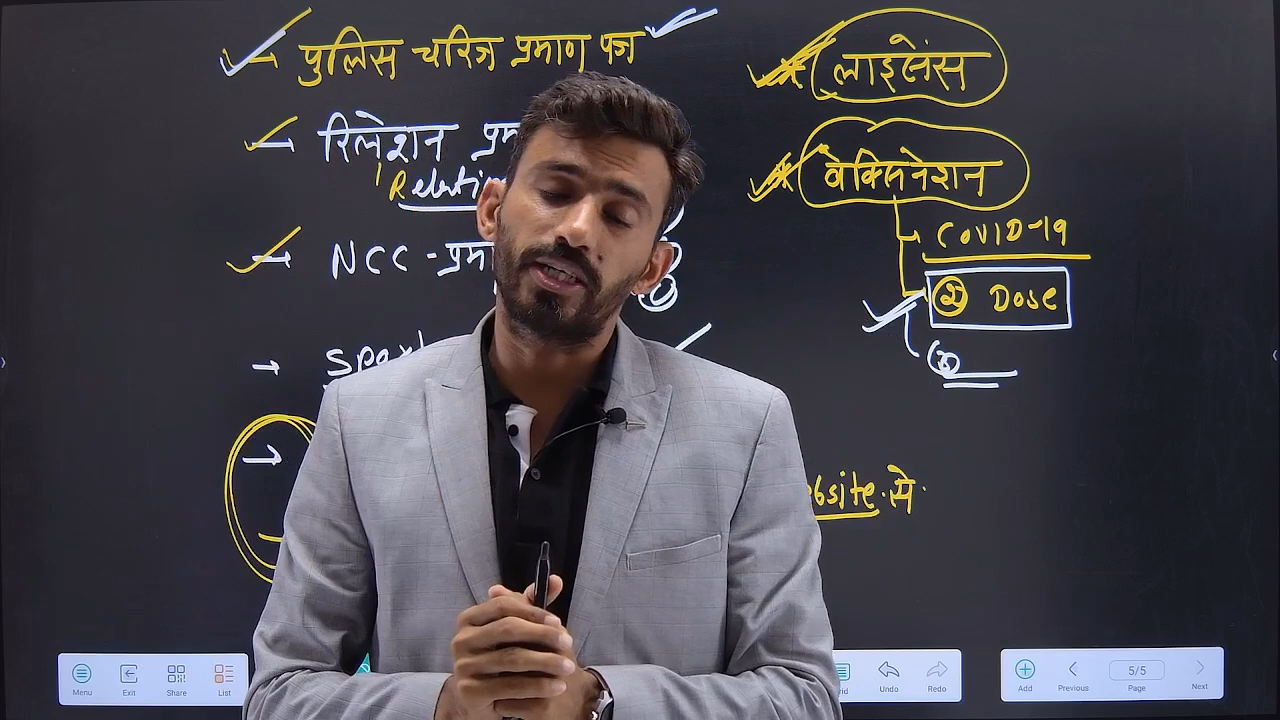 → पुलिस चरित्र प्रमाण पत्र
→ रिलेशन
→ NCC -
→
→
लाइसेंस
वेक्सिनेशन
COVID-19
② Dose
से
Menu
Exit
Share
List
Undo
Redo
Add
Previous
5/5
Page
Next